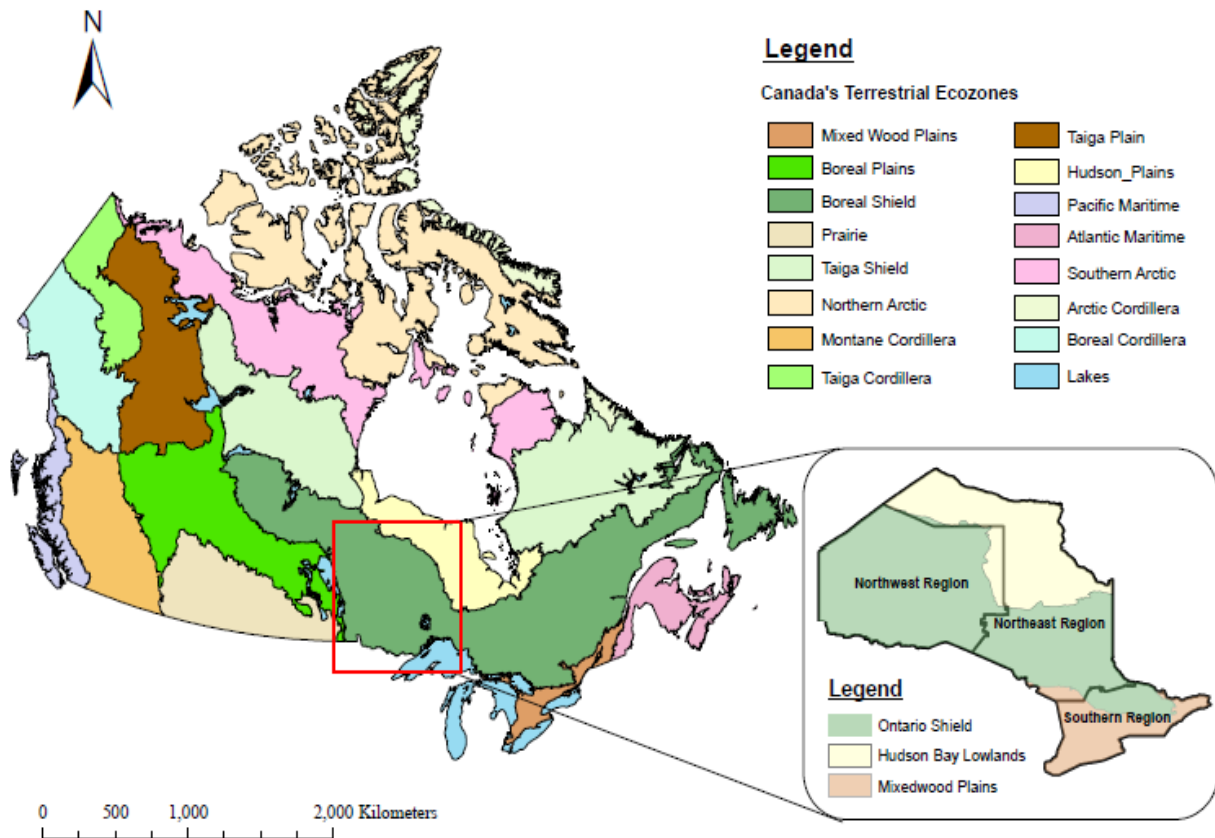 N
Legend
Canada's Terrestrial Ecozones
Mixed Wood Plains
Boreal Plains
Boreal Shield
Prairie
Taiga Shield
Northern Arctic
Montane Cordillera
Taiga Cordillera
Taiga Plain
Hudson_Plains
Pacific Maritime
Atlantic Maritime
Southern Arctic
Arctic Cordillera
Boreal Cordillera
Lakes
Northwest Region
Northeast Region
Southern Region
Legend
Ontario Shield
Hudson Bay Lowlands
Mixedwood Plains
0 500 1,000 2,000 Kilometers